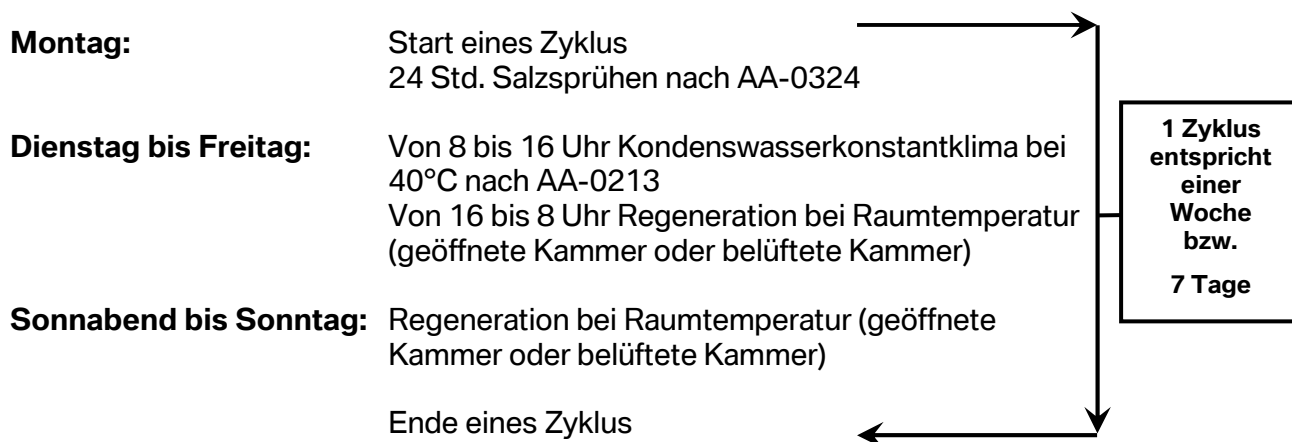 Montag: Start eines Zyklus
24 Std. Salzsprühen nach AA-0324
Dienstag bis Freitag: Von 8 bis 16 Uhr Kondenswasserkonstantklima bei
40°C nach AA-0213
Von 16 bis 8 Uhr Regeneration bei Raumtemperatur
(geöffnete Kammer oder belüftete Kammer)
Sonnabend bis Sonntag: Regeneration bei Raumtemperatur (geöffnete
Kammer oder belüftete Kammer)
Ende eines Zyklus
1 Zyklus
entspricht
einer
Woche
bzw.
7 Tage